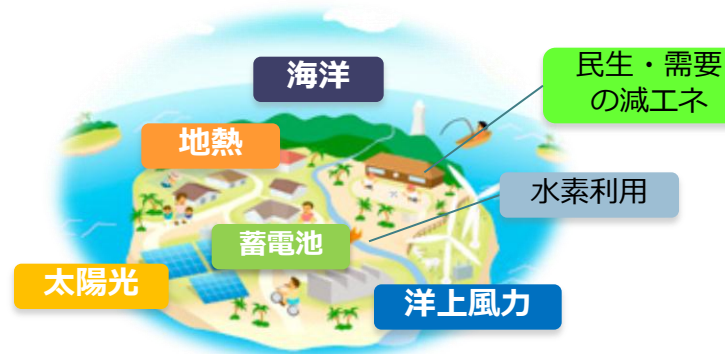 海洋
民生・需要
の減エネ
地熱
水素利用
蓄電池
太陽光
洋上風力